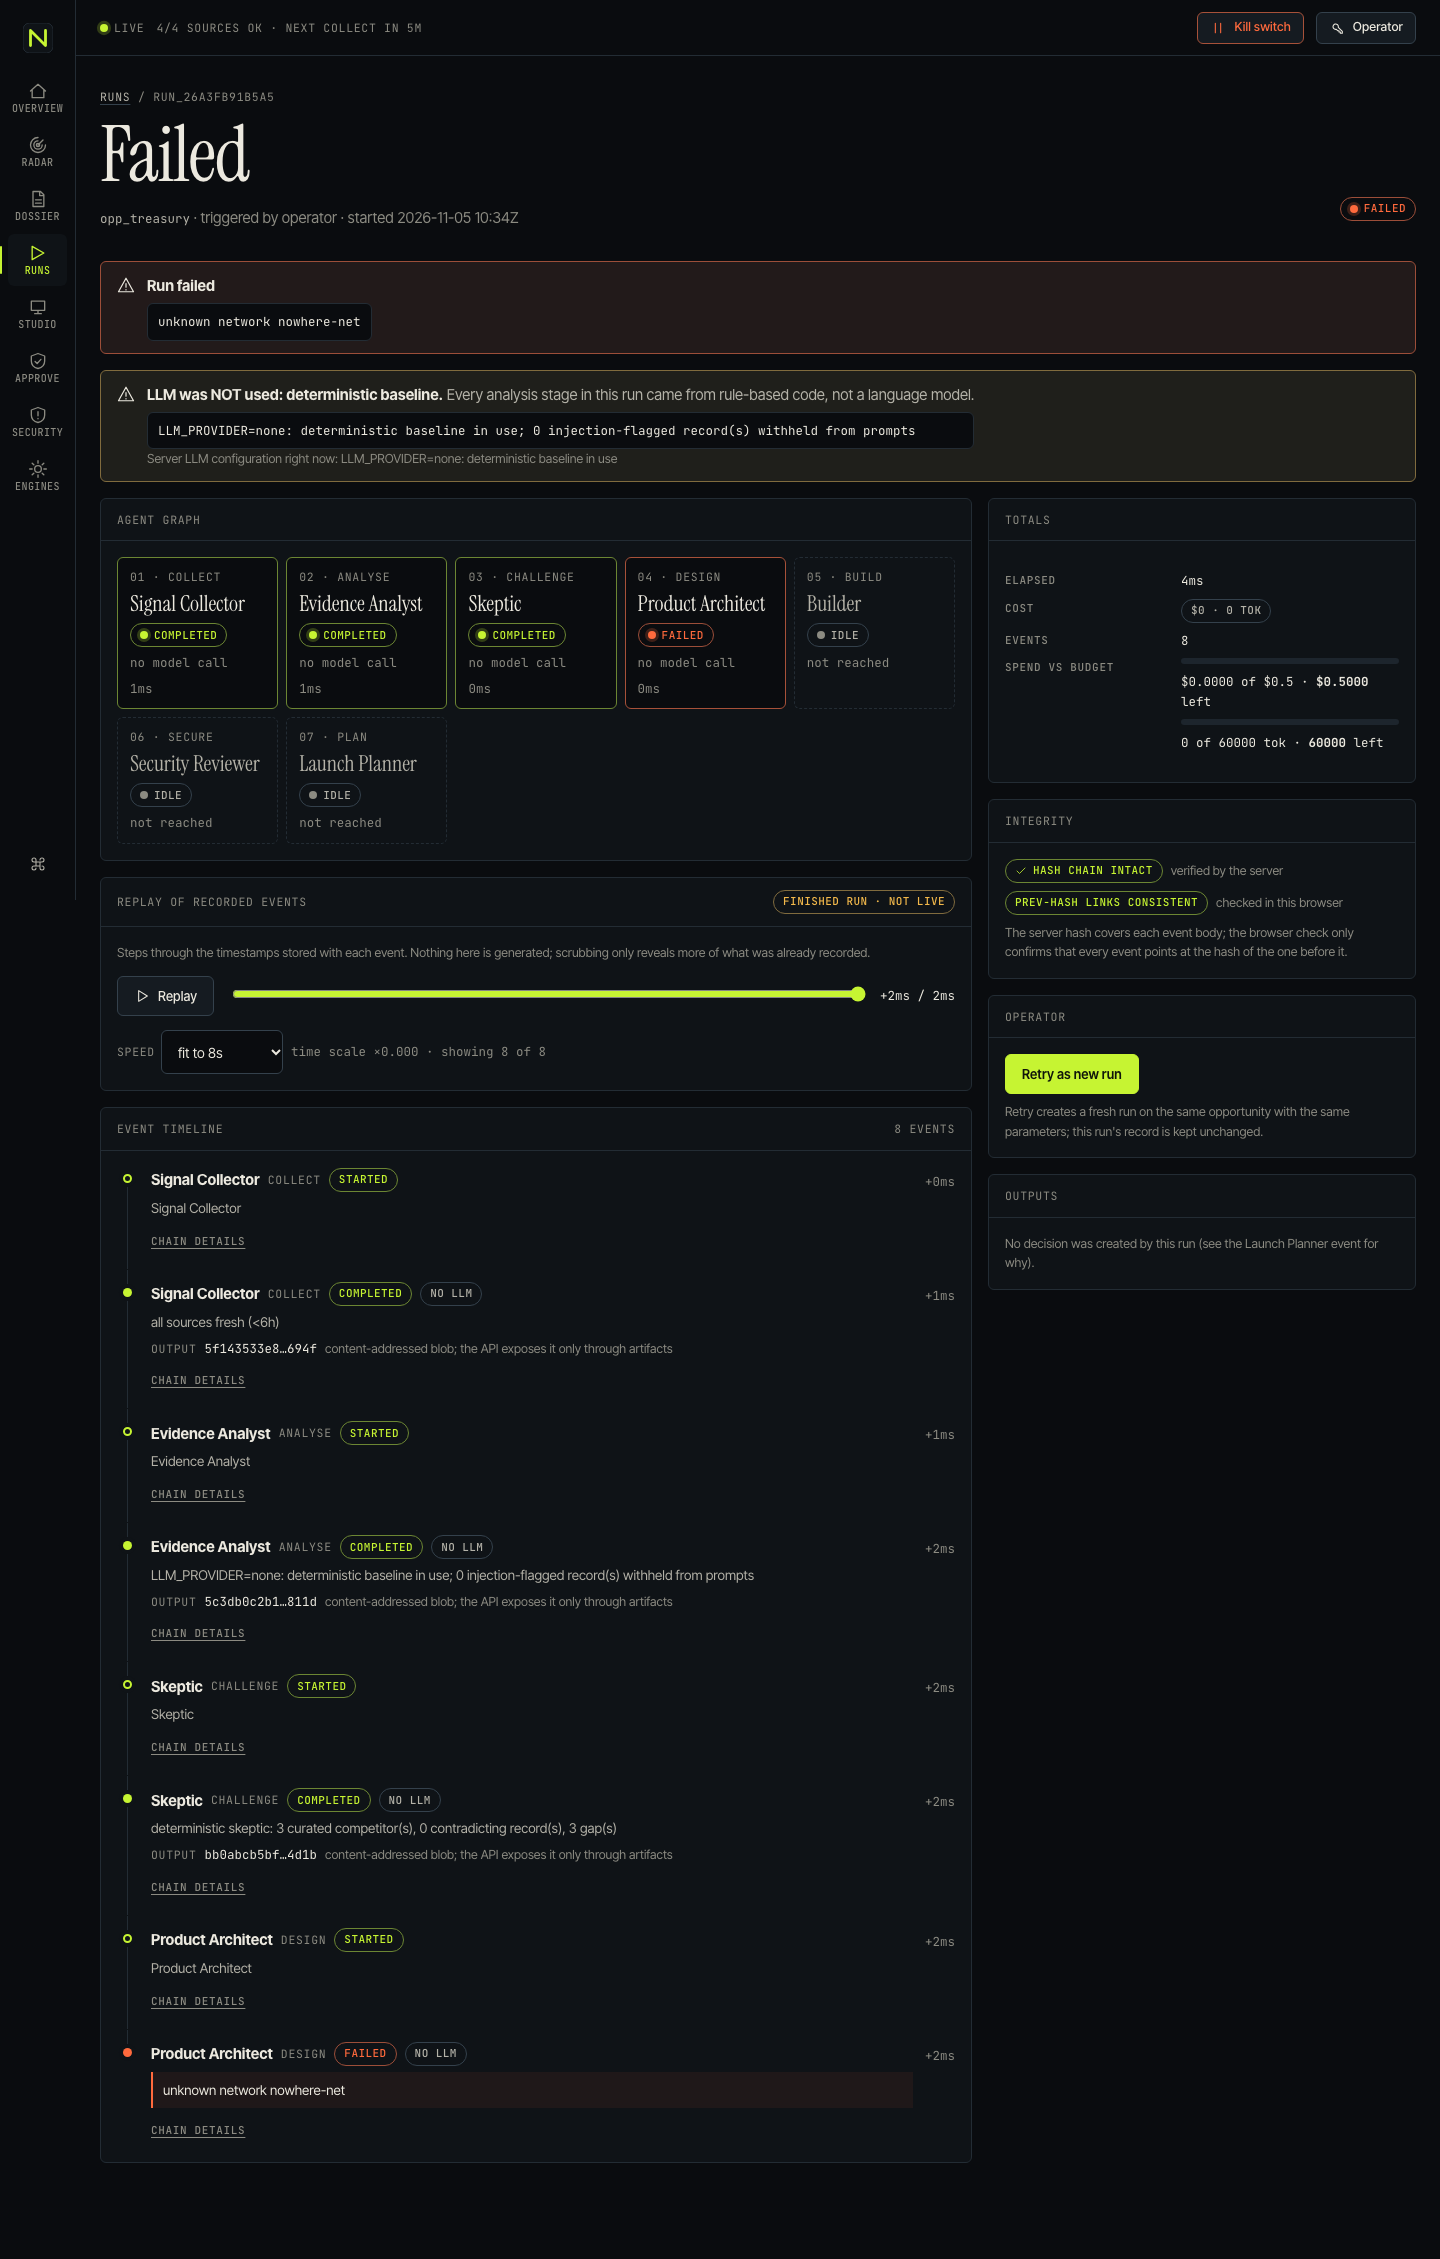 N
LIVE 4/4 SOURCES OK · NEXT COLLECT IN 5M
Kill switch
Operator
OVERVIEW
RADAR
DOSSIER
RUNS
STUDIO
APPROVE
SECURITY
ENGINES
⌘
RUNS / RUN_26A3FB91B5A5
Failed
opp_treasury · triggered by operator · started 2026-11-05 10:34Z
FAILED
Run failed
unknown network nowhere-net
LLM was NOT used: deterministic baseline. Every analysis stage in this run came from rule-based code, not a language model.
LLM_PROVIDER=none: deterministic baseline in use; 0 injection-flagged record(s) withheld from prompts
Server LLM configuration right now: LLM_PROVIDER=none: deterministic baseline in use
AGENT GRAPH
01 · COLLECT
Signal Collector
COMPLETED
no model call
1ms
02 · ANALYSE
Evidence Analyst
COMPLETED
no model call
1ms
03 · CHALLENGE
Skeptic
COMPLETED
no model call
0ms
04 · DESIGN
Product Architect
FAILED
no model call
0ms
05 · BUILD
Builder
IDLE
not reached
06 · SECURE
Security Reviewer
IDLE
not reached
07 · PLAN
Launch Planner
IDLE
not reached
REPLAY OF RECORDED EVENTS
FINISHED RUN · NOT LIVE
Steps through the timestamps stored with each event. Nothing here is generated; scrubbing only reveals more of what was already recorded.
Replay
+2ms / 2ms
SPEED fit to 8s time scale ×0.000 · showing 8 of 8
EVENT TIMELINE
8 EVENTS
Signal Collector COLLECT STARTED +0ms
Signal Collector
CHAIN DETAILS
Signal Collector COLLECT COMPLETED NO LLM +1ms
all sources fresh (<6h)
OUTPUT 5f143533e8…694f content-addressed blob; the API exposes it only through artifacts
CHAIN DETAILS
Evidence Analyst ANALYSE STARTED +1ms
Evidence Analyst
CHAIN DETAILS
Evidence Analyst ANALYSE COMPLETED NO LLM +2ms
LLM_PROVIDER=none: deterministic baseline in use; 0 injection-flagged record(s) withheld from prompts
OUTPUT 5c3db0c2b1…811d content-addressed blob; the API exposes it only through artifacts
CHAIN DETAILS
Skeptic CHALLENGE STARTED +2ms
Skeptic
CHAIN DETAILS
Skeptic CHALLENGE COMPLETED NO LLM +2ms
deterministic skeptic: 3 curated competitor(s), 0 contradicting record(s), 3 gap(s)
OUTPUT bb0abcb5bf…4d1b content-addressed blob; the API exposes it only through artifacts
CHAIN DETAILS
Product Architect DESIGN STARTED +2ms
Product Architect
CHAIN DETAILS
Product Architect DESIGN FAILED NO LLM +2ms
unknown network nowhere-net
CHAIN DETAILS
TOTALS
ELAPSED 4ms
COST $0 · 0 TOK
EVENTS 8
SPEND VS BUDGET
$0.0000 of $0.5 · $0.5000
left
0 of 60000 tok · 60000 left
INTEGRITY
HASH CHAIN INTACT verified by the server
PREV-HASH LINKS CONSISTENT checked in this browser
The server hash covers each event body; the browser check only
confirms that every event points at the hash of the one before it.
OPERATOR
Retry as new run
Retry creates a fresh run on the same opportunity with the same
parameters; this run's record is kept unchanged.
OUTPUTS
No decision was created by this run (see the Launch Planner event for
why).